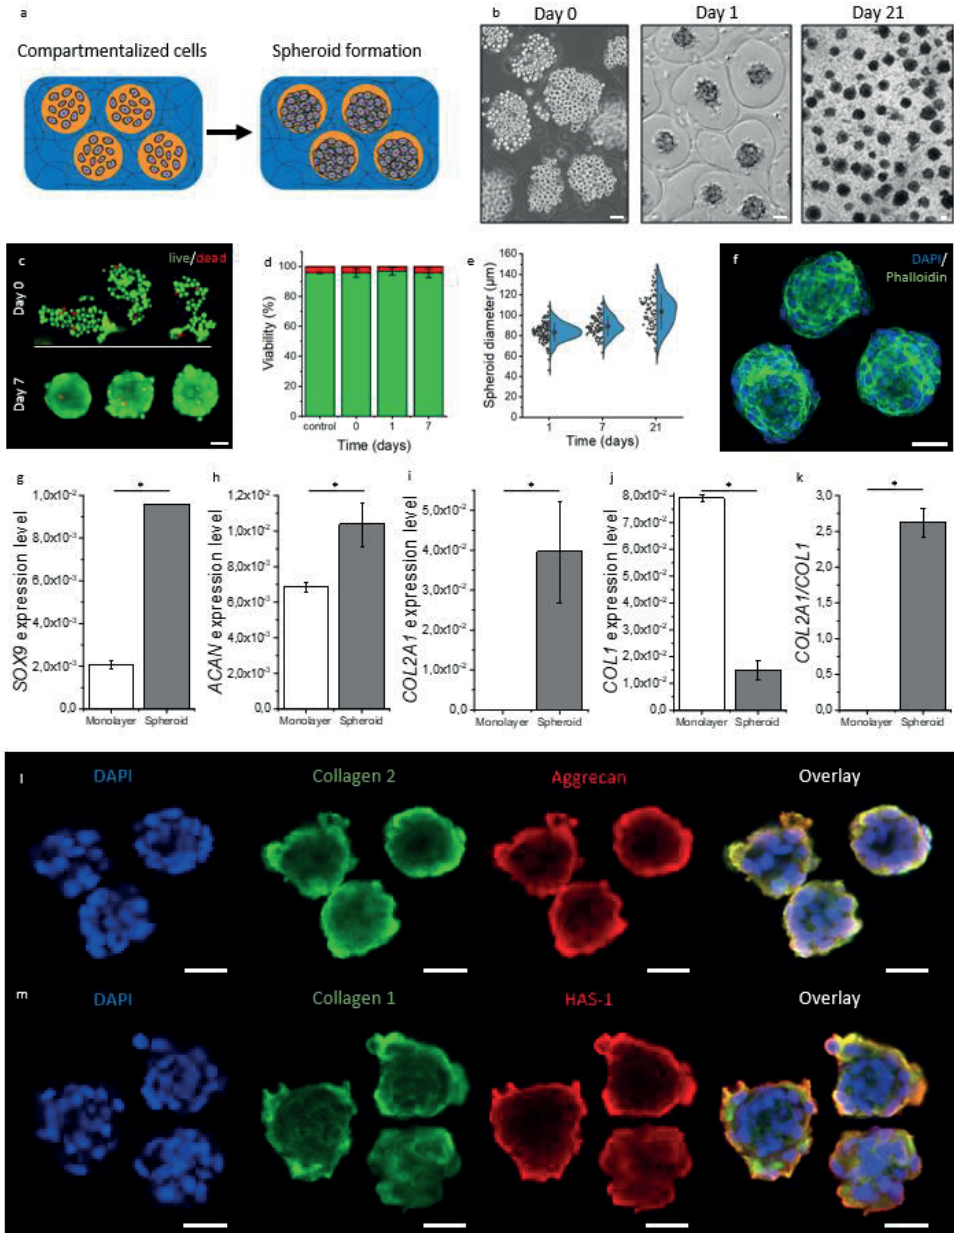 a
Compartmentalized cells
Spheroid formation
b
Day 0
Day 1
Day 21
c
live/dead
Day 0
Day 7
d
Viability (%)
100
80
60
40
20
0
control
0
1
7
Time (days)
e
Spheroid diameter (µm)
160
140
120
100
80
60
40
20
0
1
7
21
Time (days)
f
DAPI/
Phalloidin
g
SOX9 expression level
1,0x10⁻²
8,0x10⁻³
6,0x10⁻³
4,0x10⁻³
2,0x10⁻³
0,0
Monolayer
Spheroid
*
h
ACAN expression level
1,2x10⁻²
1,0x10⁻²
8,0x10⁻³
6,0x10⁻³
4,0x10⁻³
2,0x10⁻³
0,0
Monolayer
Spheroid
*
i
COL2A1 expression level
5,0x10⁻²
4,0x10⁻²
3,0x10⁻²
2,0x10⁻²
1,0x10⁻²
0,0
Monolayer
Spheroid
*
j
COL1 expression level
8,0x10⁻²
7,0x10⁻²
6,0x10⁻²
5,0x10⁻²
4,0x10⁻²
3,0x10⁻²
2,0x10⁻²
1,0x10⁻²
0,0
Monolayer
Spheroid
*
k
COL2A1/COL1
3,0
2,5
2,0
1,5
1,0
0,5
0,0
Monolayer
Spheroid
*
l
DAPI
Collagen 2
Aggrecan
Overlay
m
DAPI
Collagen 1
HAS-1
Overlay